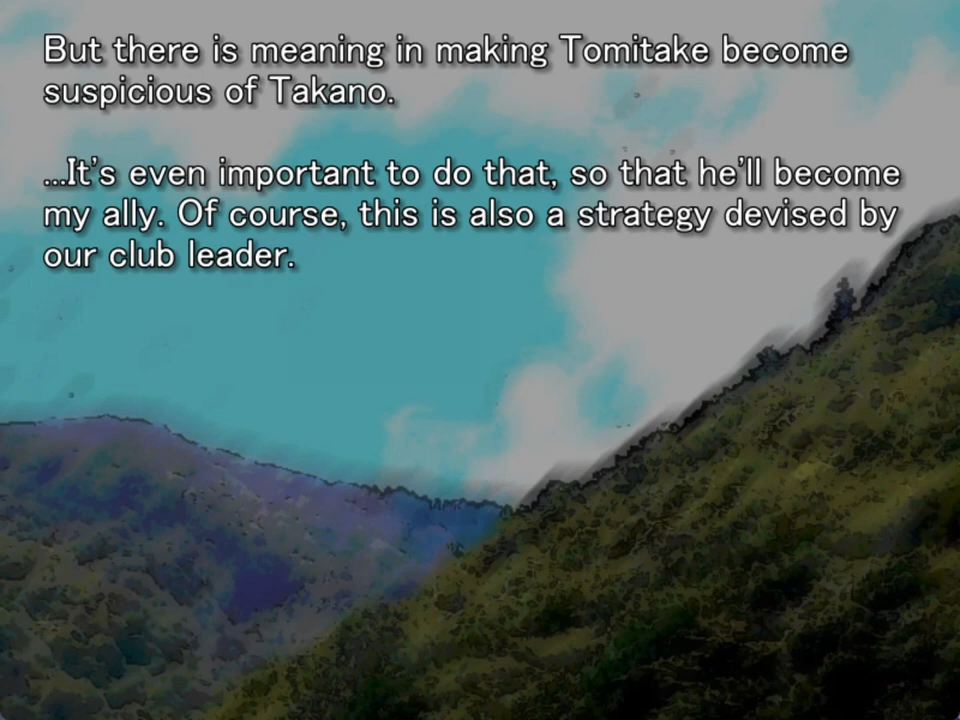 But there is meaning in making Tomitake become
suspicious of Takano.
...It's even important to do that, so that he'll become
my ally. Of course, this is also a strategy devised by
our club leader.